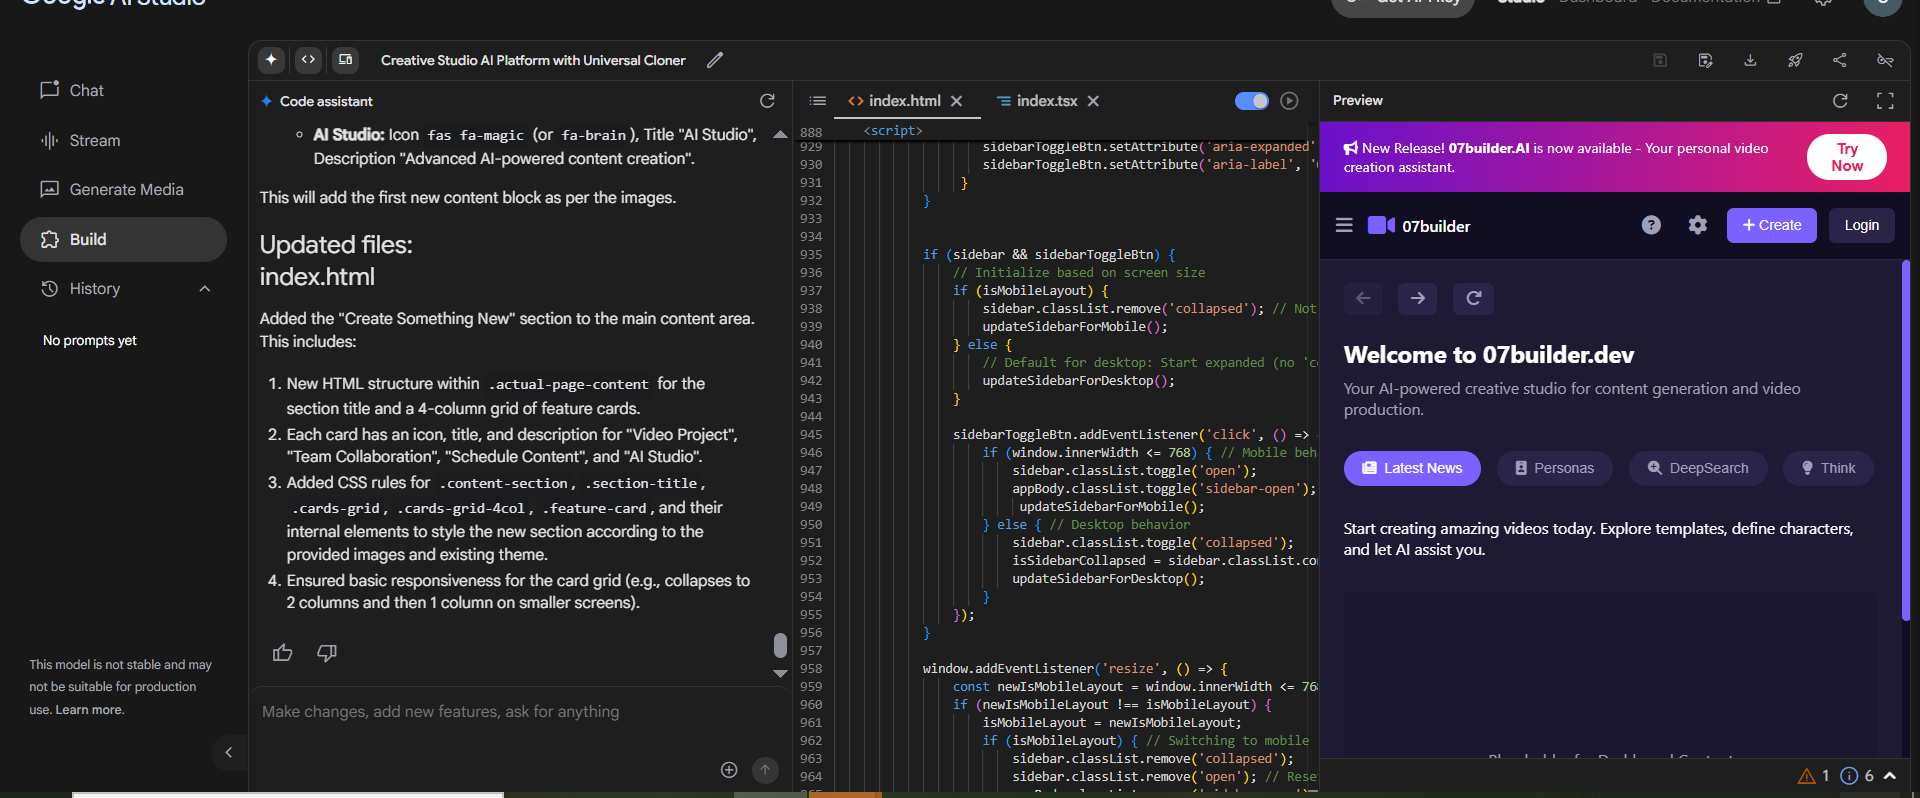 Google AI Studio
Get API key
Studio
Dashboard
Documentation
Chat
Stream
Generate Media
Build
History
No prompts yet
This model is not stable and may
not be suitable for production
use. Learn more.
Creative Studio AI Platform with Universal Cloner
Code assistant
AI Studio: Icon fas fa-magic (or fa-brain), Title "AI Studio",
Description "Advanced AI-powered content creation".
This will add the first new content block as per the images.
Updated files:
index.html
Added the "Create Something New" section to the main content area.
This includes:
1. New HTML structure within .actual-page-content for the
section title and a 4-column grid of feature cards.
2. Each card has an icon, title, and description for "Video Project",
"Team Collaboration", "Schedule Content", and "AI Studio".
3. Added CSS rules for .content-section, .section-title,
.cards-grid, .cards-grid-4col, .feature-card, and their
internal elements to style the new section according to the
provided images and existing theme.
4. Ensured basic responsiveness for the card grid (e.g., collapses to
2 columns and then 1 column on smaller screens).
Make changes, add new features, ask for anything
index.html
index.tsx
888 <script>
929 sidebarToggleBtn.setAttribute('aria-expanded'
930 sidebarToggleBtn.setAttribute('aria-label',
931 }
932 }
933
934
935 if (sidebar && sidebarToggleBtn) {
936 // Initialize based on screen size
937 if (isMobileLayout) {
938 sidebar.classList.remove('collapsed'); // Not
939 updateSidebarForMobile();
940 } else {
941 // Default for desktop: Start expanded (no
942 updateSidebarForDesktop();
943 }
944
945 sidebarToggleBtn.addEventListener('click', () =>
946 if (window.innerWidth <= 768) { // Mobile beh
947 sidebar.classList.toggle('open');
948 appBody.classList.toggle('sidebar-open');
949 updateSidebarForMobile();
950 } else { // Desktop behavior
951 sidebar.classList.toggle('collapsed');
952 isSidebarCollapsed = sidebar.classList.co
953 updateSidebarForDesktop();
954 }
955 });
956 }
957
958 window.addEventListener('resize', () => {
959 const newIsMobileLayout = window.innerWidth <= 76
960 if (newIsMobileLayout !== isMobileLayout) {
961 isMobileLayout = newIsMobileLayout;
962 if (isMobileLayout) { // Switching to mobile
963 sidebar.classList.remove('collapsed');
964 sidebar.classList.remove('open'); // Rese
Preview
New Release! 07builder.AI is now available - Your personal video
creation assistant.
Try
Now
07builder
+ Create
Login
Welcome to 07builder.dev
Your AI-powered creative studio for content generation and video
production.
Latest News
Personas
DeepSearch
Think
Start creating amazing videos today. Explore templates, define characters,
and let AI assist you.
1
6